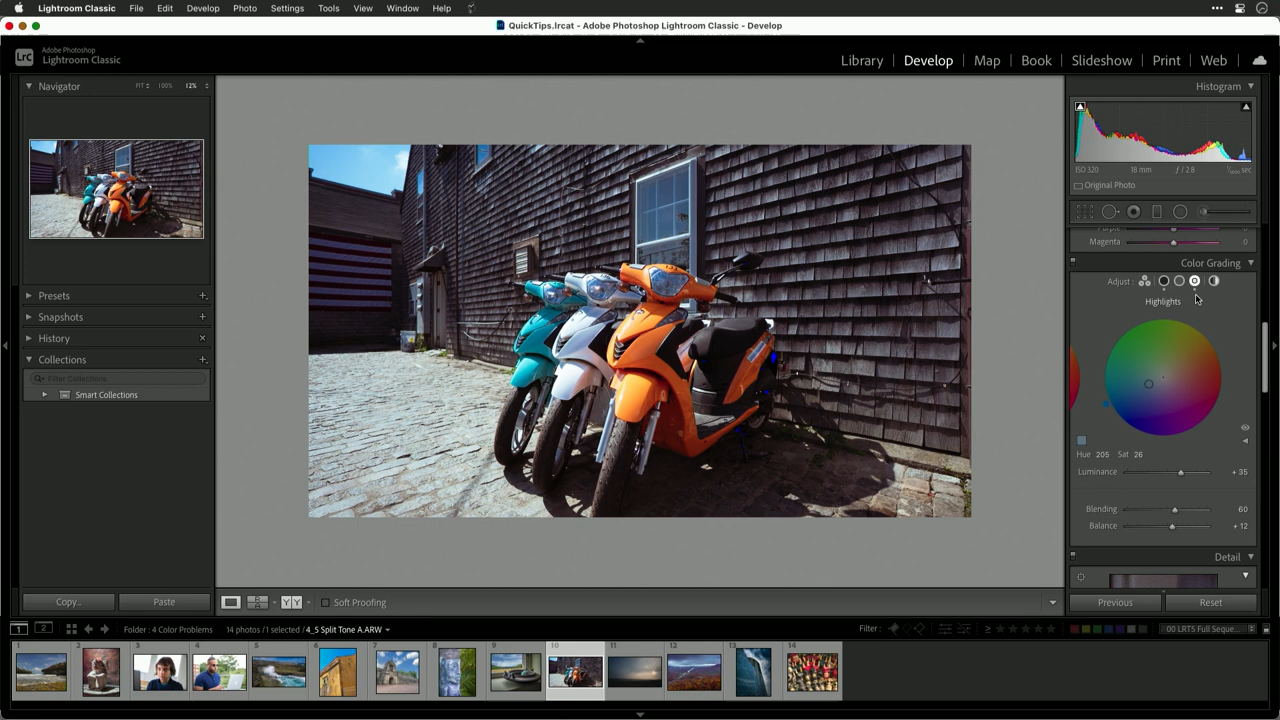 Lightroom Classic File Edit Develop Photo Settings Tools View Window Help
QuickTips.lrcat - Adobe Photoshop Lightroom Classic - Develop
Lrc Adobe Photoshop
Lightroom Classic
Library Develop Map Book Slideshow Print Web
Navigator FIT 100% 12%
Histogram
ISO 320 18 mm ƒ / 2.8
Original Photo
Magenta 0
Color Grading
Adjust :
Highlights
Presets
Snapshots
History
Collections
Filter Collections
Smart Collections
Hue 205 Sat 26
Luminance + 35
Blending 60
Balance + 12
Detail
Copy... Paste
Soft Proofing
Previous Reset
1 2 Folder : 4 Color Problems 14 photos / 1 selected / 4_5 Split Tone A.ARW
Filter : 00 LRTS Full Seque...
1 2 3 4 5 6 7 8 9 10 11 12 13 14